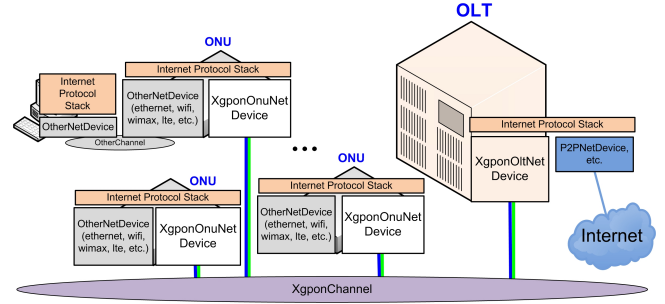 OLT
ONU
Internet Protocol Stack
Internet
Protocol
Stack
OtherNetDevice
(ethernet, wifi,
wimax, lte, etc.)
XgponOnuNet
Device
OtherNetDevice
OtherChannel
Internet Protocol Stack
XgponOltNet
Device
P2PNetDevice,
etc.
ONU
Internet Protocol Stack
OtherNetDevice
(ethernet, wifi,
wimax, lte, etc.)
XgponOnuNet
Device
ONU
Internet Protocol Stack
OtherNetDevice
(ethernet, wifi,
wimax, lte, etc.)
XgponOnuNet
Device
Internet
XgponChannel